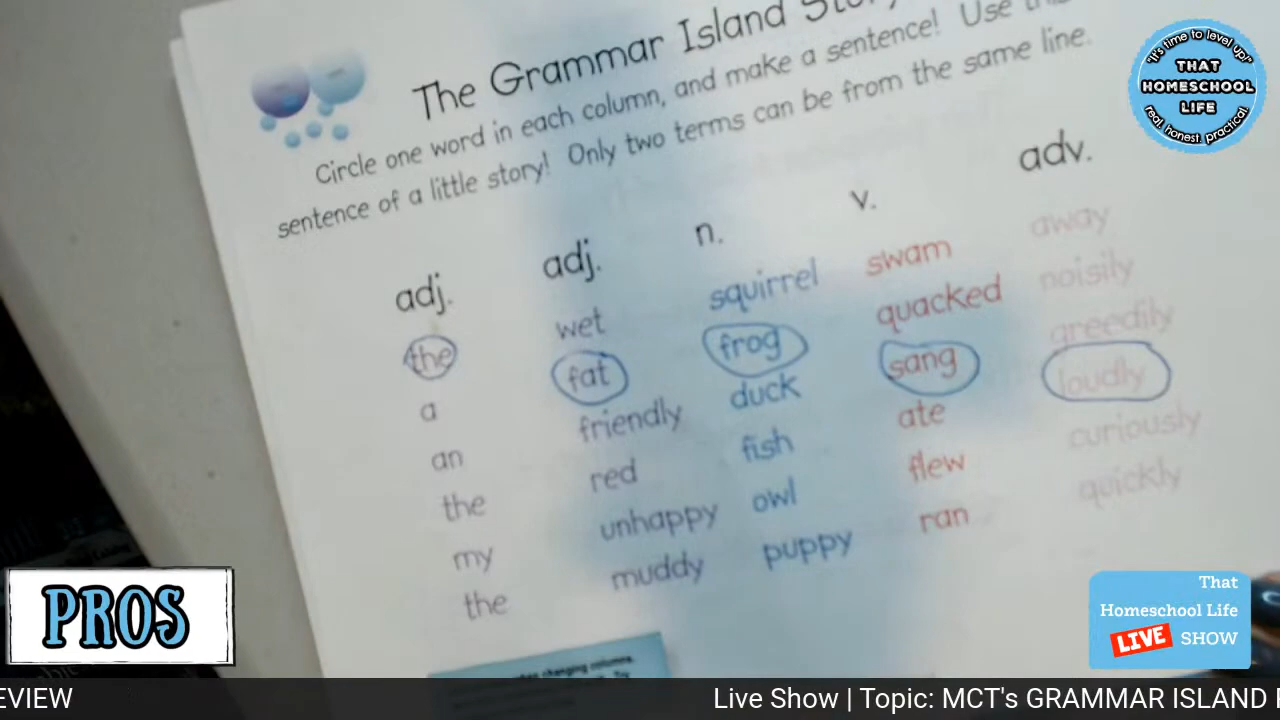 The Grammar Island
Circle one word in each column, and make a sentence! Use
sentence of a little story! Only two terms can be from the same line.
adj. adj. n. v. adv.
the wet squirrel swam away
a fat frog quacked noisily
an friendly duck sang greedily
the red fish ate loudly
my unhappy owl flew curiously
the muddy puppy ran quickly
changing columns.
"it's time to level up!"
THAT
HOMESCHOOL
LIFE
real. honest. practical.
PROS
That
Homeschool Life
LIVE SHOW
EVIEW Live Show | Topic: MCT's GRAMMAR ISLAND